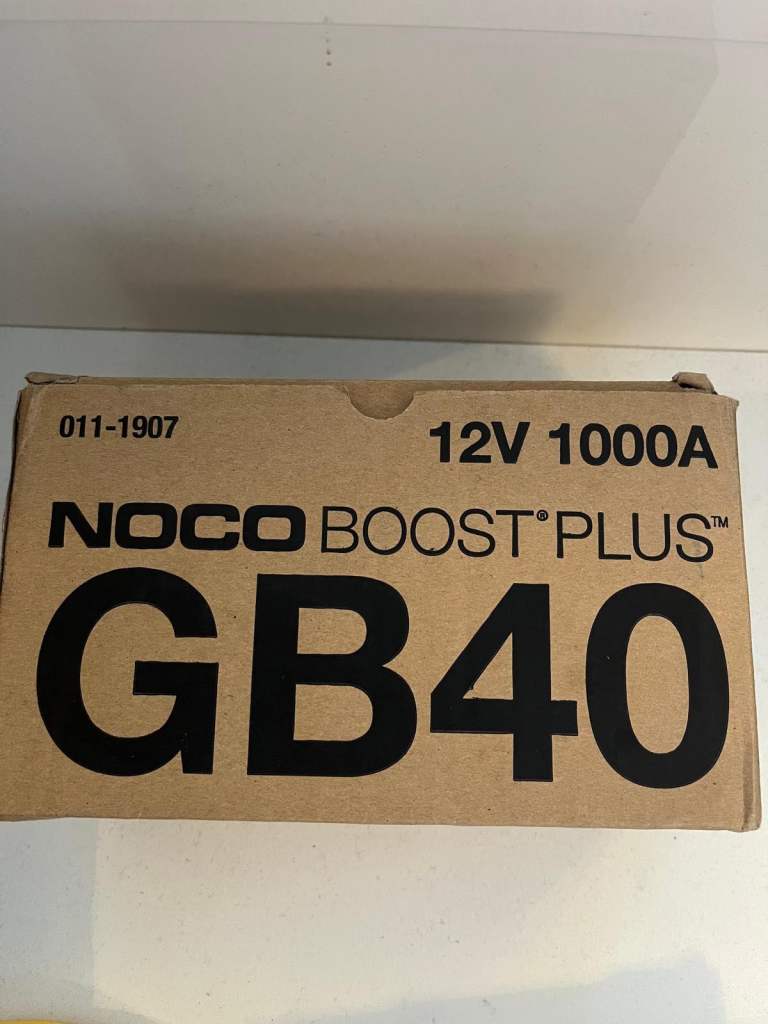 011-1907
12V 1000A
NOCO BOOST® PLUS™
GB40